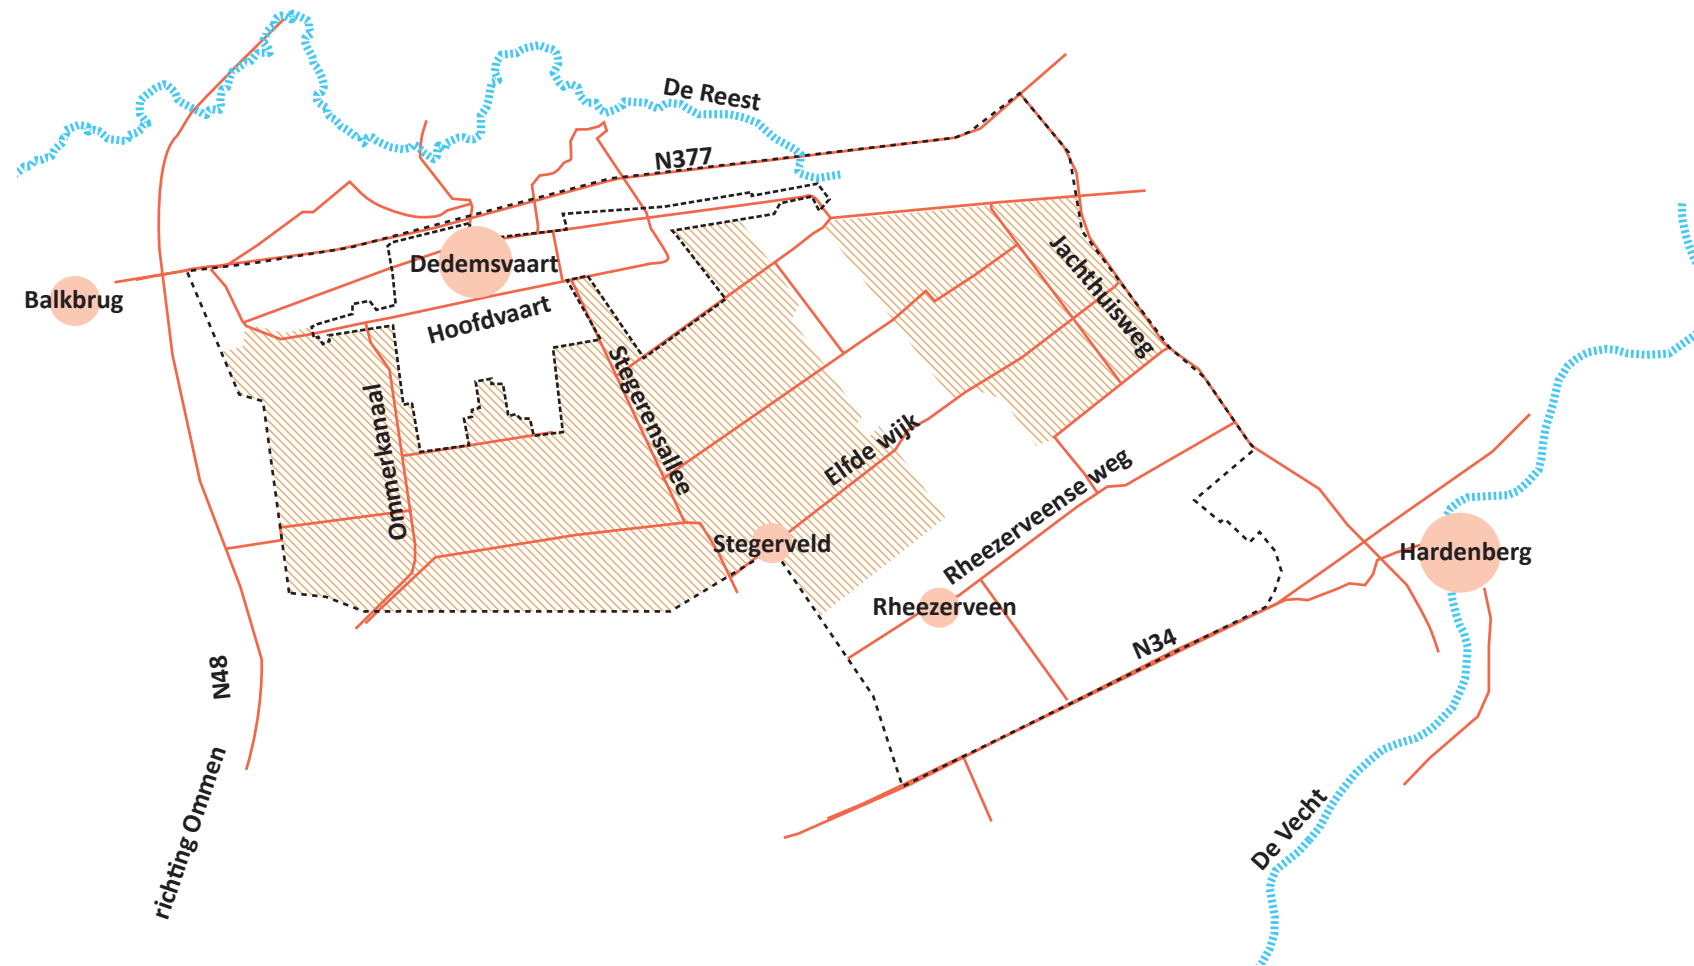 De Reest
N377
Jachthuisweg
Dedemsvaart
Balkbrug
Hoofdvaart
Stegerensallee
Ommerkanaal
Elfde wijk
Rheezerveense weg
Stegerveld
Hardenberg
Rheezerveen
N34
N48
richting Ommen
De Vecht